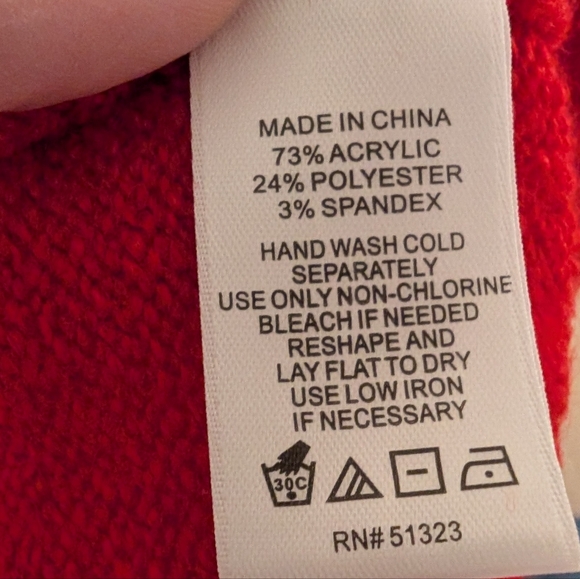 MADE IN CHINA
73% ACRYLIC
24% POLYESTER
3% SPANDEX
HAND WASH COLD
SEPARATELY
USE ONLY NON-CHLORINE
BLEACH IF NEEDED
RESHAPE AND
LAY FLAT TO DRY
USE LOW IRON
IF NECESSARY
30C
RN# 51323